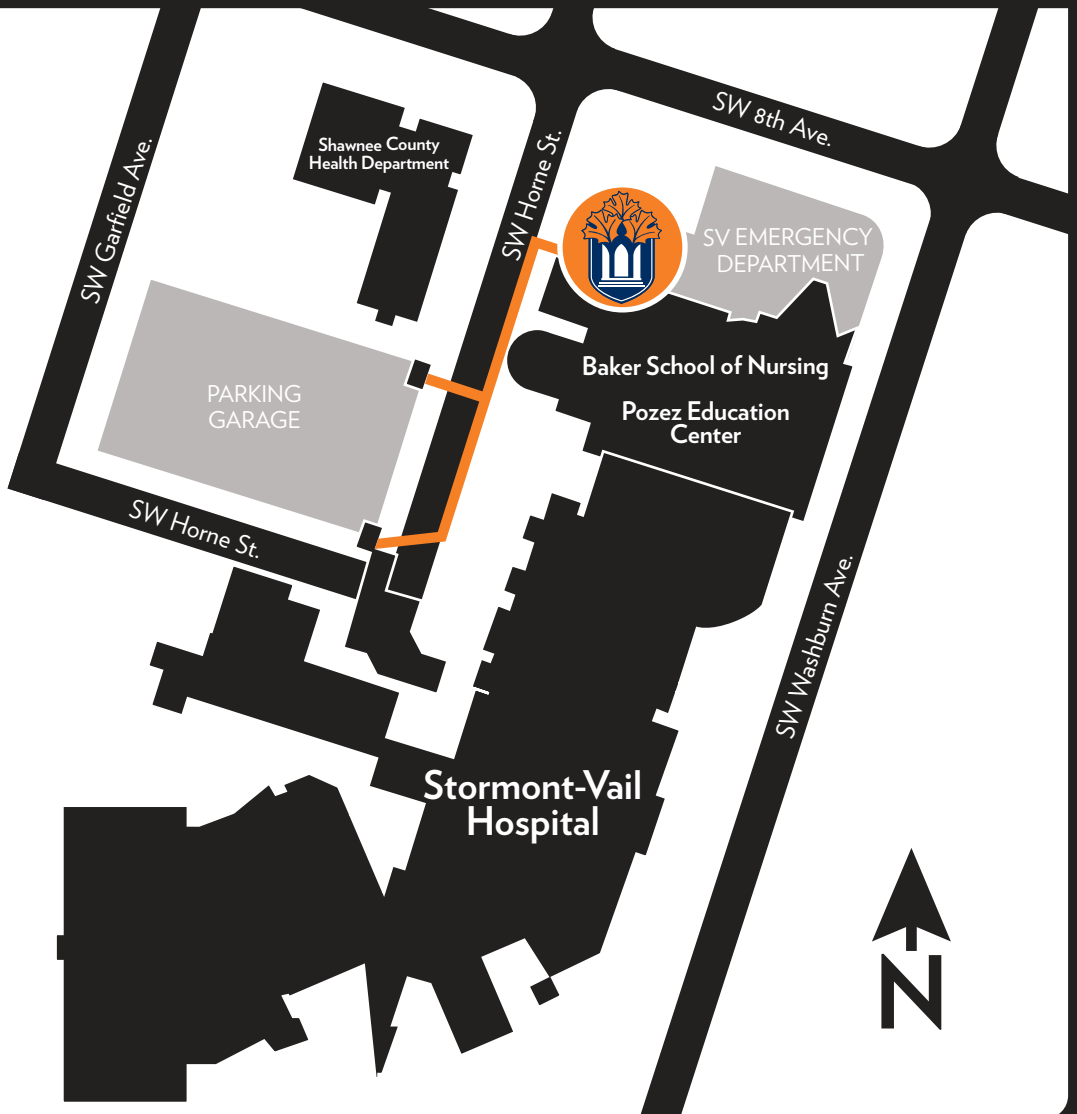 SW 8th Ave.
Shawnee County
Health Department
SW Horne St.
SW Garfield Ave.
SV EMERGENCY
DEPARTMENT
Baker School of Nursing
PARKING
GARAGE
Pozez Education
Center
SW Horne St.
SW Washburn Ave.
Stormont-Vail
Hospital
N